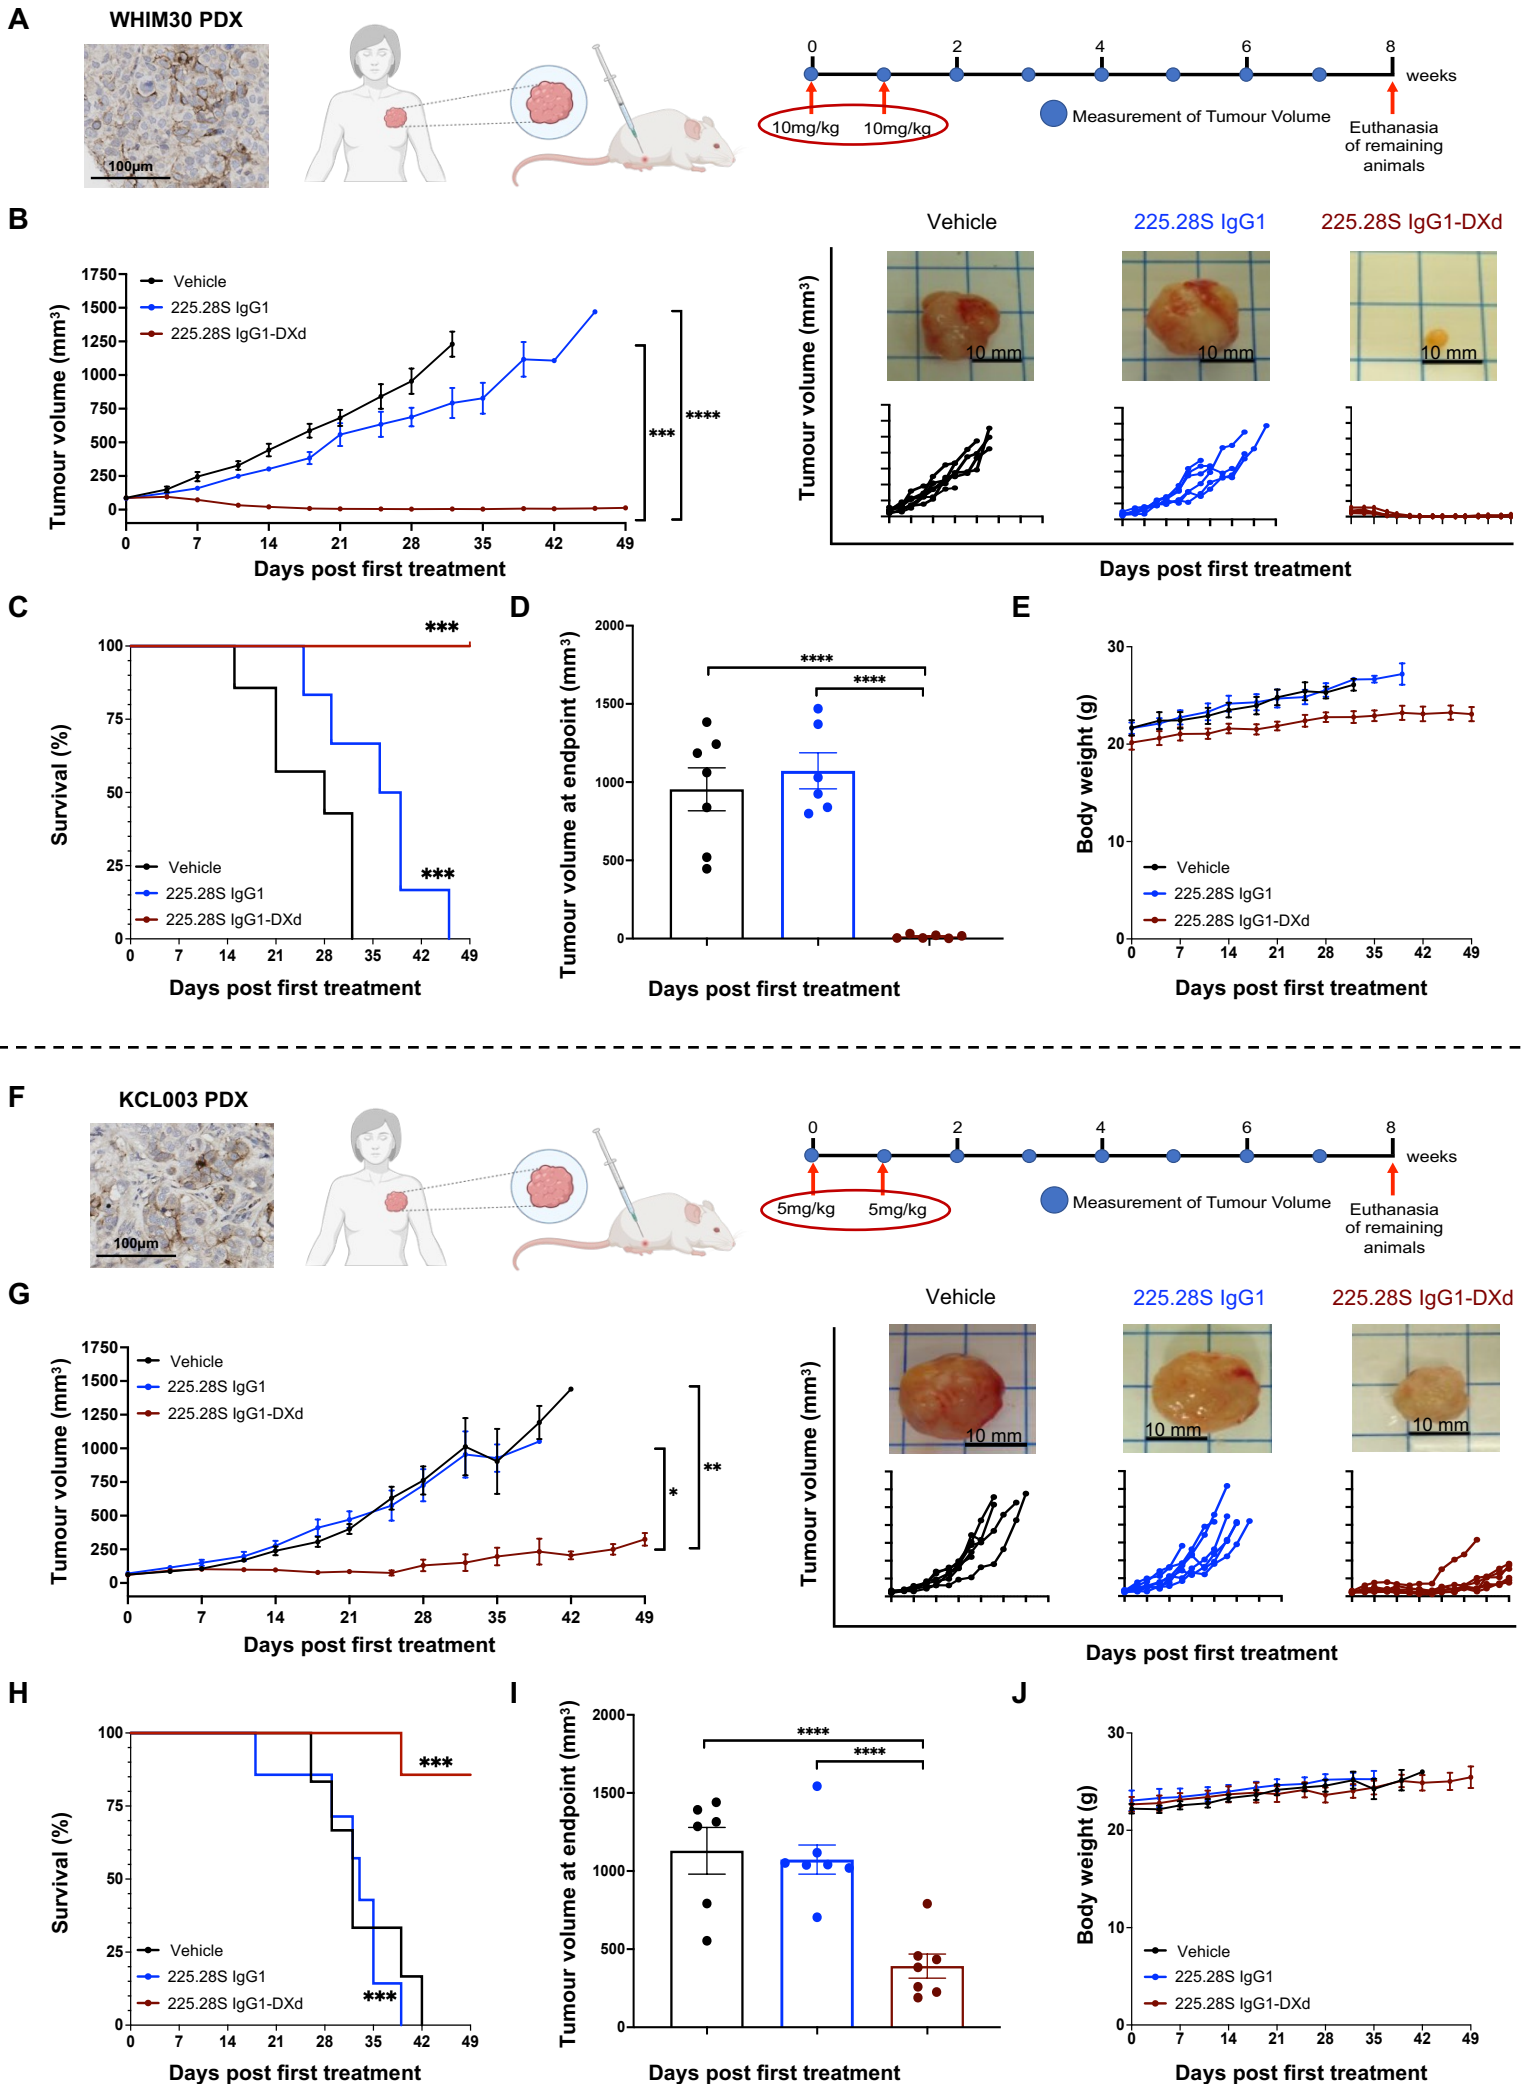 A
WHIM30 PDX
100µm
0 2 4 6 8
weeks
10mg/kg 10mg/kg
Measurement of Tumour Volume
Euthanasia
of remaining
animals
B
Tumour volume (mm³)
1750
1500
1250
1000
750
500
250
0
Vehicle
225.28S IgG1
225.28S IgG1-DXd
***
****
0 7 14 21 28 35 42 49
Days post first treatment
Vehicle 225.28S IgG1 225.28S IgG1-DXd
10 mm 10 mm 10 mm
Tumour volume (mm³)
Days post first treatment
C
Survival (%)
100
75
50
25
0
***
***
Vehicle
225.28S IgG1
225.28S IgG1-DXd
0 7 14 21 28 35 42 49
Days post first treatment
D
Tumour volume at endpoint (mm³)
2000
1500
1000
500
0
****
****
Days post first treatment
E
Body weight (g)
30
20
10
0
Vehicle
225.28S IgG1
225.28S IgG1-DXd
0 7 14 21 28 35 42 49
Days post first treatment
F
KCL003 PDX
100µm
0 2 4 6 8
weeks
5mg/kg 5mg/kg
Measurement of Tumour Volume
Euthanasia
of remaining
animals
G
Tumour volume (mm³)
1750
1500
1250
1000
750
500
250
0
Vehicle
225.28S IgG1
225.28S IgG1-DXd
*
**
0 7 14 21 28 35 42 49
Days post first treatment
Vehicle 225.28S IgG1 225.28S IgG1-DXd
10 mm 10 mm 10 mm
Tumour volume (mm³)
Days post first treatment
H
Survival (%)
100
75
50
25
0
***
***
Vehicle
225.28S IgG1
225.28S IgG1-DXd
0 7 14 21 28 35 42 49
Days post first treatment
I
Tumour volume at endpoint (mm³)
2000
1500
1000
500
0
****
****
Days post first treatment
J
Body weight (g)
30
20
10
0
Vehicle
225.28S IgG1
225.28S IgG1-DXd
0 7 14 21 28 35 42 49
Days post first treatment